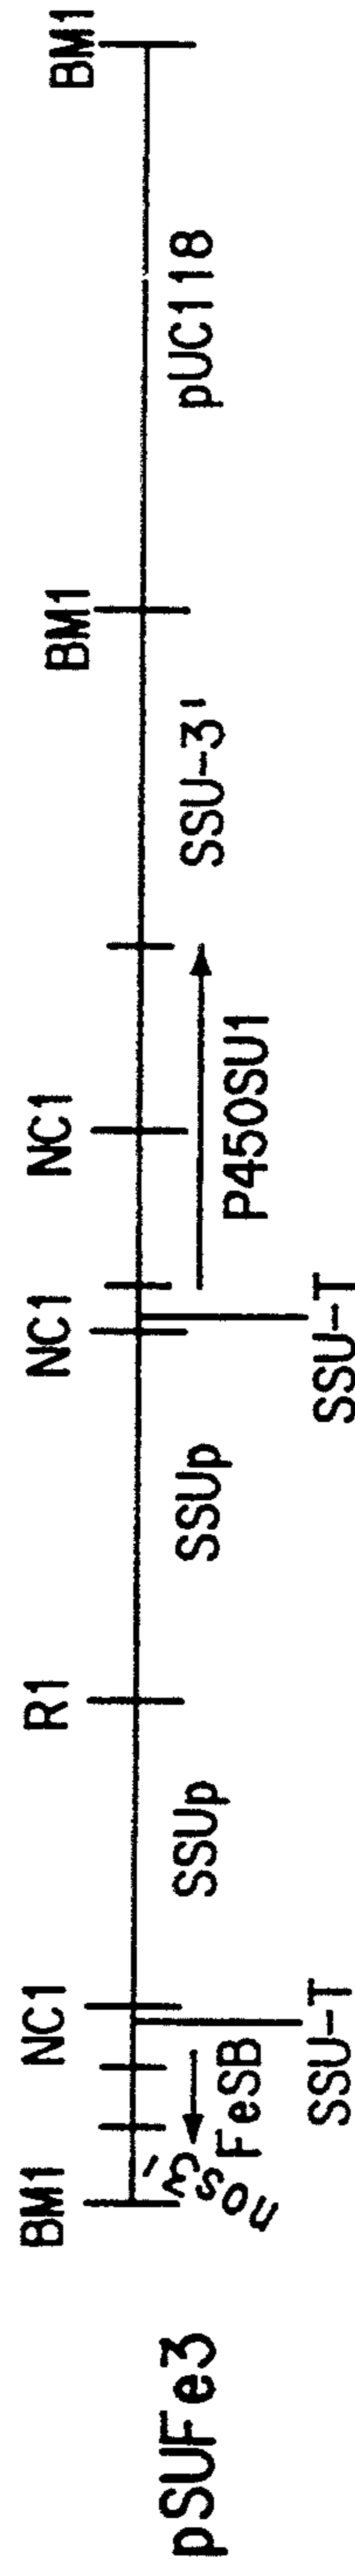 pSUFe3
BM1
NC1
R1
NC1
NC1
BM1
BM1
nos3'
FeSB
SSU-T
SSUp
SSUp
SSU-T
P450SU1
SSU-3'
pUC118